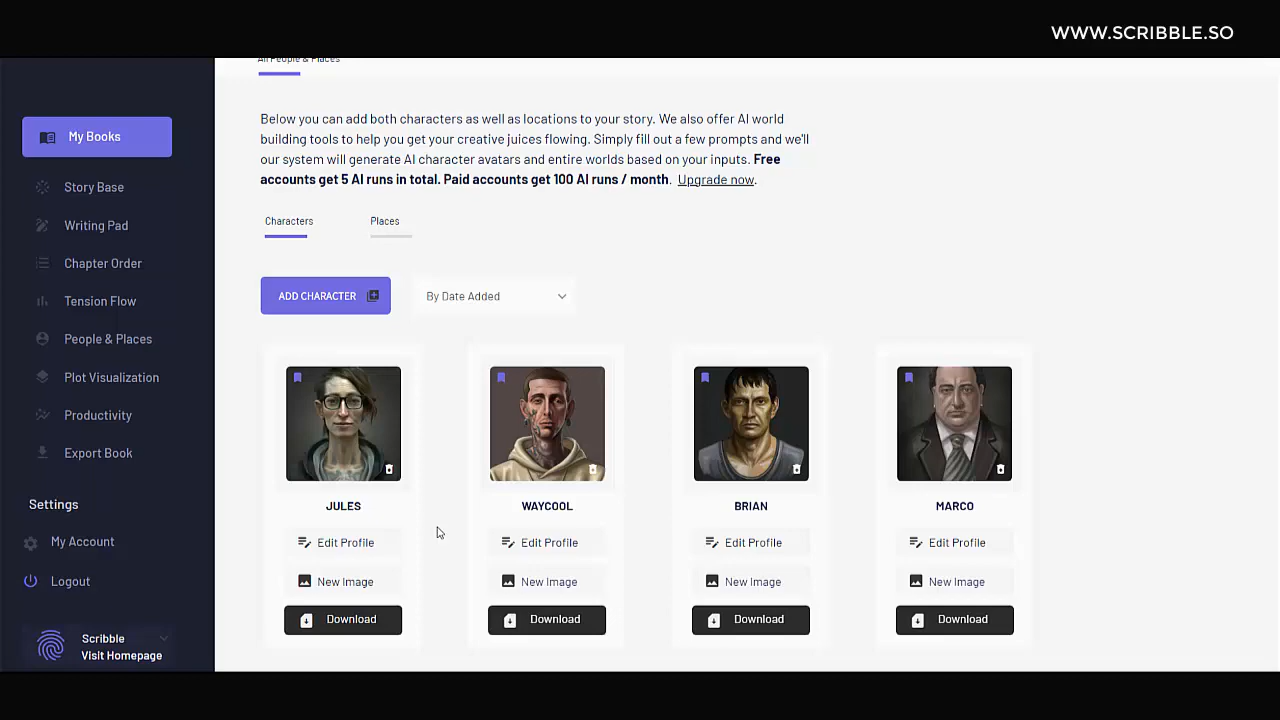 WWW.SCRIBBLE.SO
All People & Places
My Books
Story Base
Writing Pad
Chapter Order
Tension Flow
People & Places
Plot Visualization
Productivity
Export Book
Settings
My Account
Logout
Scribble
Visit Homepage
Below you can add both characters as well as locations to your story. We also offer AI world
building tools to help you get your creative juices flowing. Simply fill out a few prompts and we'll
our system will generate AI character avatars and entire worlds based on your inputs. Free
accounts get 5 AI runs in total. Paid accounts get 100 AI runs / month. Upgrade now.
Characters Places
ADD CHARACTER By Date Added
JULES WAYCOOL BRIAN MARCO
Edit Profile Edit Profile Edit Profile Edit Profile
New Image New Image New Image New Image
Download Download Download Download